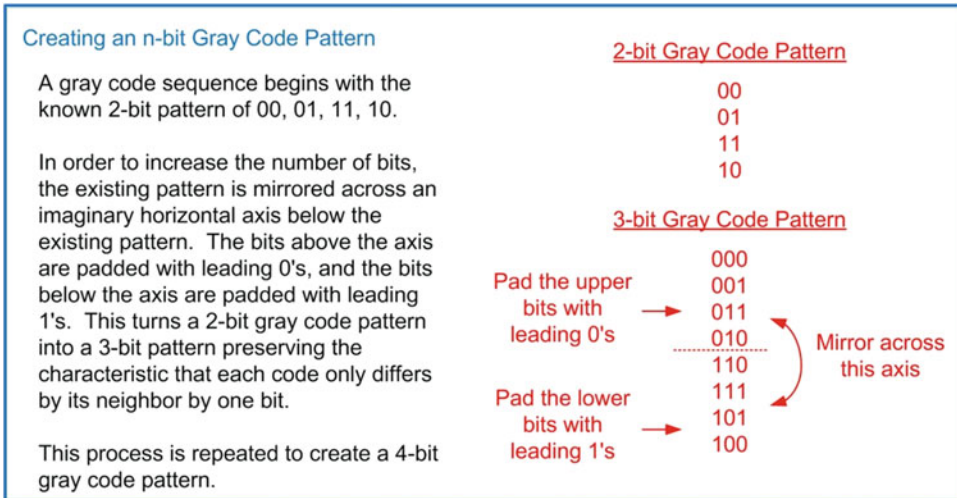 Creating an n-bit Gray Code Pattern
A gray code sequence begins with the
known 2-bit pattern of 00, 01, 11, 10.
In order to increase the number of bits,
the existing pattern is mirrored across an
imaginary horizontal axis below the
existing pattern. The bits above the axis
are padded with leading 0's, and the bits
below the axis are padded with leading
1's. This turns a 2-bit gray code pattern
into a 3-bit pattern preserving the
characteristic that each code only differs
by its neighbor by one bit.
This process is repeated to create a 4-bit
gray code pattern.
2-bit Gray Code Pattern
00
01
11
10
3-bit Gray Code Pattern
000
001
011
010
110
111
101
100
Pad the upper
bits with
leading 0's
Pad the lower
bits with
leading 1's
Mirror across
this axis